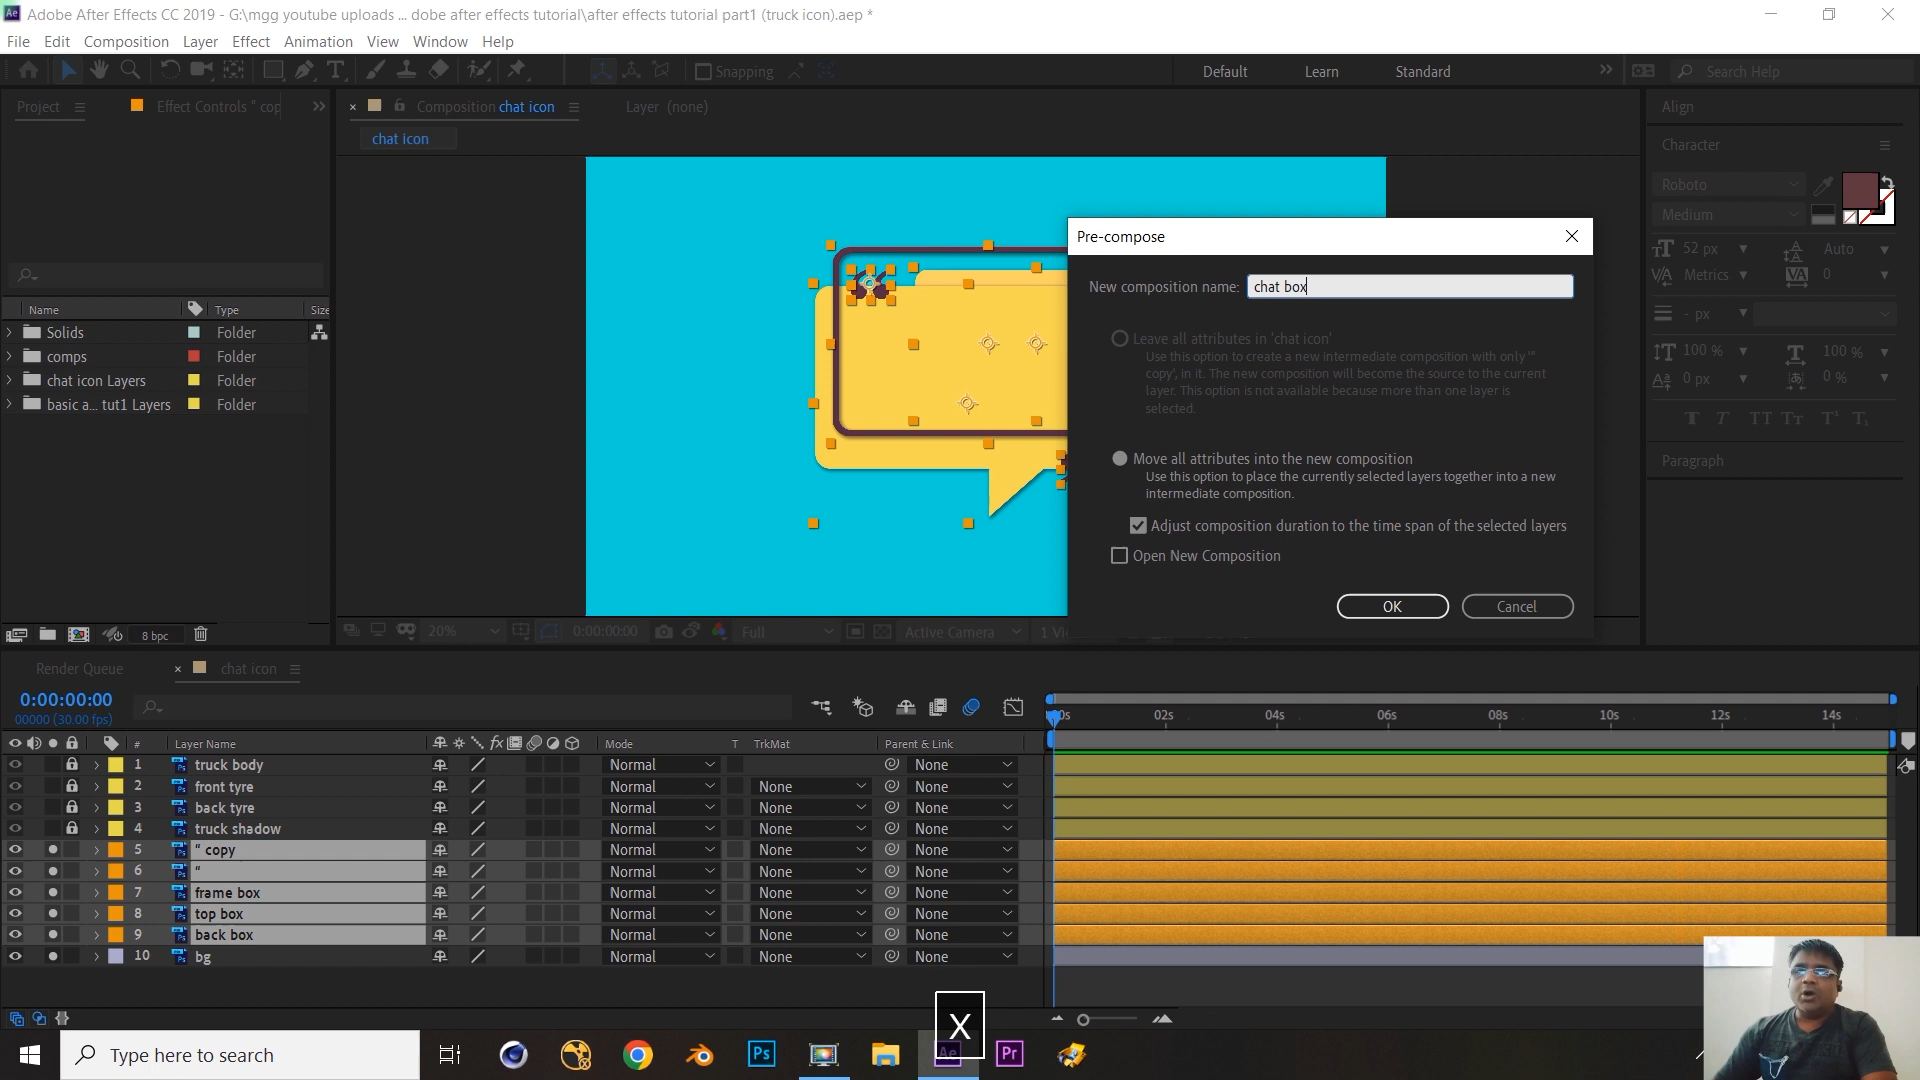 Adobe After Effects CC 2019 - G:\mgg youtube uploads ... dobe after effects tutorial\after effects tutorial part1 (truck icon).aep *
File Edit Composition Layer Effect Animation View Window Help
Snapping
Default Learn Standard
Search Help
Project
Effect Controls " cop
Composition chat icon
Layer (none)
Align
chat icon
Character
Roboto
Medium
52 px
Auto
Metrics
0
- px
100 %
100 %
0 px
0 %
Paragraph
Name Type Size
Solids Folder
comps Folder
chat icon Layers Folder
basic a... tut1 Layers Folder
Pre-compose
New composition name: chat box
Leave all attributes in 'chat icon'
Use this option to create a new intermediate composition with only '"
copy', in it. The new composition will become the source to the current
layer. This option is not available because more than one layer is
selected.
Move all attributes into the new composition
Use this option to place the currently selected layers together into a new
intermediate composition.
Adjust composition duration to the time span of the selected layers
Open New Composition
OK Cancel
8 bpc
20% 0:00:00:00 Full Active Camera 1 Vi
Render Queue
chat icon
0:00:00:00
00000 (30.00 fps)
00s 02s 04s 06s 08s 10s 12s 14s
# Layer Name Mode T TrkMat Parent & Link
1 truck body Normal None
2 front tyre Normal None None
3 back tyre Normal None None
4 truck shadow Normal None None
5 " copy Normal None None
6 " Normal None None
7 frame box Normal None None
8 top box Normal None None
9 back box Normal None None
10 bg Normal None None
X
Type here to search
Ps
Ae
Pr